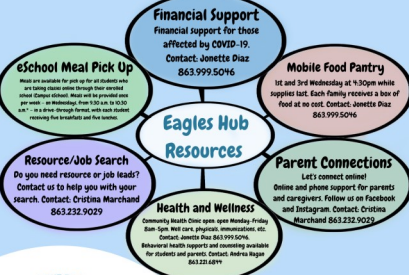 Financial Support
Financial support for those
affected by COVID-19.
Contact: Jonette Diaz
863.999.5046
eSchool Meal Pick Up
Meals are available for pick up for all students who
are taking classes online through their enrolled
school (Campus eSchool). Meals will be provided once
per week - on Wednesday, from 9:30 a.m. to 10:30
a.m.* - in a drive-through format, with each student
receiving five breakfasts and five lunches.
Mobile Food Pantry
1st and 3rd Wednesday at 4:30pm while
supplies last. Each family receives a box of
food at no cost. Contact: Jonette Diaz
863.999.5046
Eagles Hub
Resources
Resource/Job Search
Do you need resource or job leads?
Contact us to help you with your
search. Contact: Cristina Marchand
863.232.9029
Parent Connections
Let's connect online!
Online and phone support for parents
and caregivers. Follow us on Facebook
and Instagram. Contact: Cristina
Marchand 863.232.9029
Health and Wellness
Community Health Clinic open. open Monday-Friday
8am-5pm. Well care, physicals, immunizations, etc.
Contact: Jonette Diaz 863.999.5046.
Behavioral health supports and counseling available
for students and parents. Contact: Andrea Hagan
863.221.6844